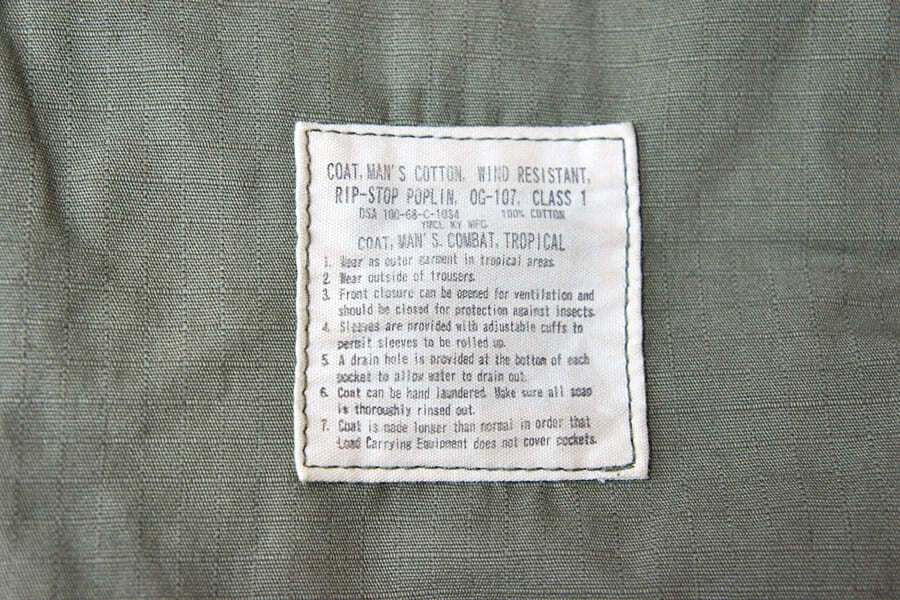 COAT, MAN'S COTTON, WIND RESISTANT,
RIP-STOP POPLIN, OG-107, CLASS 1
DSA 100-68-C-1034 100% COTTON
YMCL KY MFG.
COAT, MAN'S, COMBAT, TROPICAL
1. Wear as outer garment in tropical areas.
2. Wear outside of trousers.
3. Front closure can be opened for ventilation and
should be closed for protection against insects.
4. Sleeves are provided with adjustable cuffs to
permit sleeves to be rolled up.
5. A drain hole is provided at the bottom of each
pocket to allow water to drain out.
6. Coat can be hand laundered. Make sure all soap
is thoroughly rinsed out.
7. Coat is made longer than normal in order that
Load Carrying Equipment does not cover pockets.